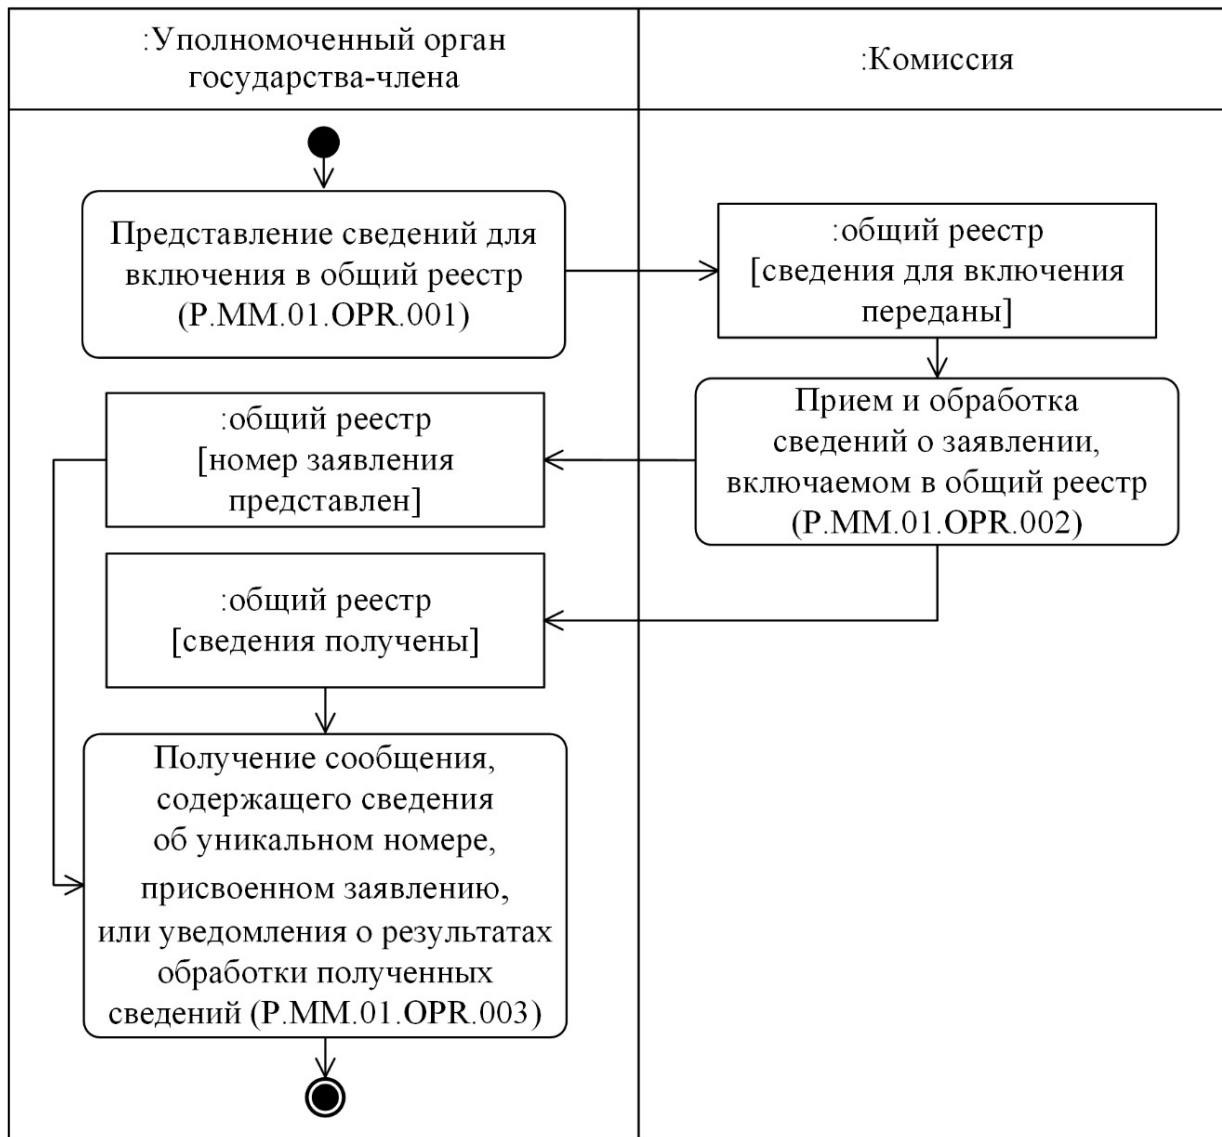 :Уполномоченный орган
государства-члена
:Комиссия
Представление сведений для
включения в общий реестр
(P.MM.01.OPR.001)
:общий реестр
[сведения для включения
переданы]
Прием и обработка
сведений о заявлении,
включаемом в общий реестр
(P.MM.01.OPR.002)
:общий реестр
[номер заявления
представлен]
:общий реестр
[сведения получены]
Получение сообщения,
содержащего сведения
об уникальном номере,
присвоенном заявлению,
или уведомления о результатах
обработки полученных
сведений (P.MM.01.OPR.003)